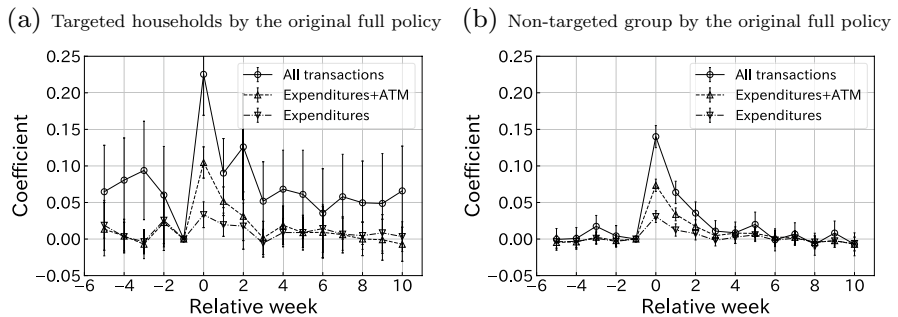 (a) Targeted households by the original full policy
0.25
0.20
0.15
0.10
0.05
0.00
−0.05
Coefficient
All transactions
Expenditures+ATM
Expenditures
−6 −4 −2 0 2 4 6 8 10
Relative week
(b) Non-targeted group by the original full policy
0.25
0.20
0.15
0.10
0.05
0.00
−0.05
Coefficient
All transactions
Expenditures+ATM
Expenditures
−6 −4 −2 0 2 4 6 8 10
Relative week